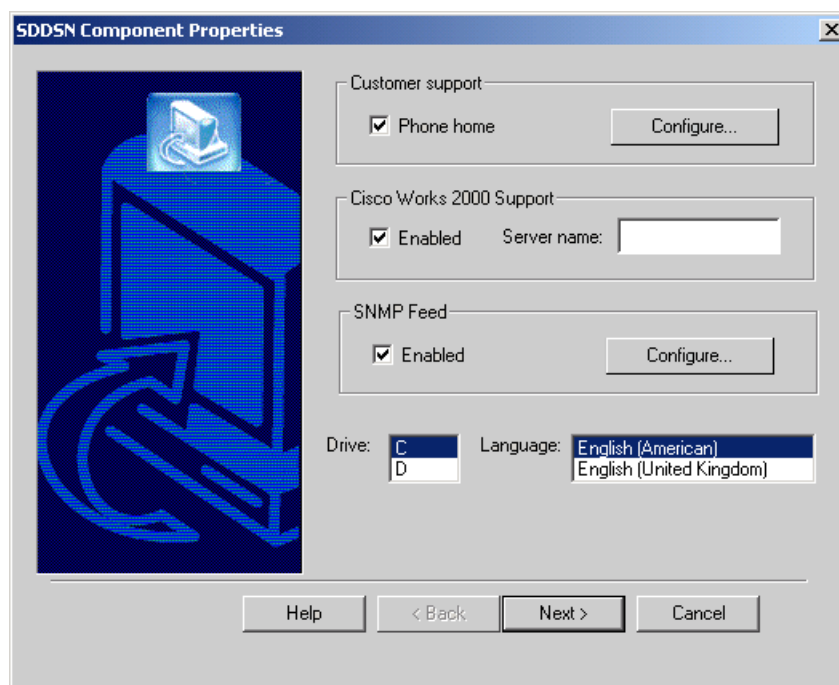 SDDSN Component Properties
Customer support
Phone home Configure...
Cisco Works 2000 Support
Enabled Server name:
SNMP Feed
Enabled Configure...
Drive: C Language: English (American)
D English (United Kingdom)
Help < Back Next > Cancel